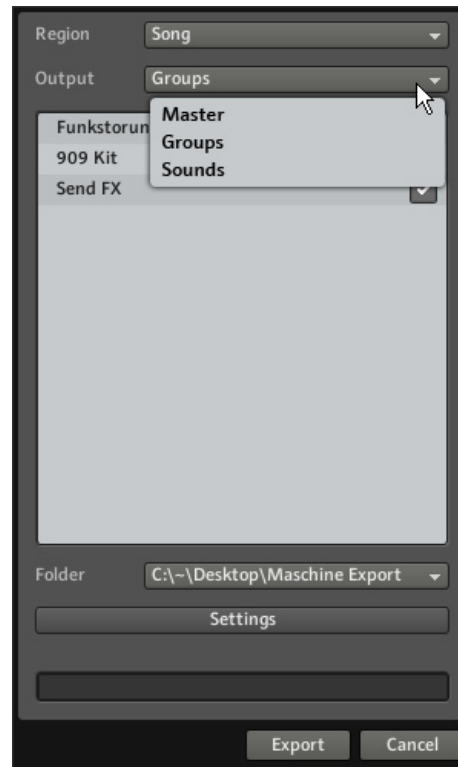 Region Song
Output Groups
Master
Groups
Sounds
Funkstorun
909 Kit
Send FX
Folder C:\~\Desktop\Maschine Export
Settings
Export Cancel